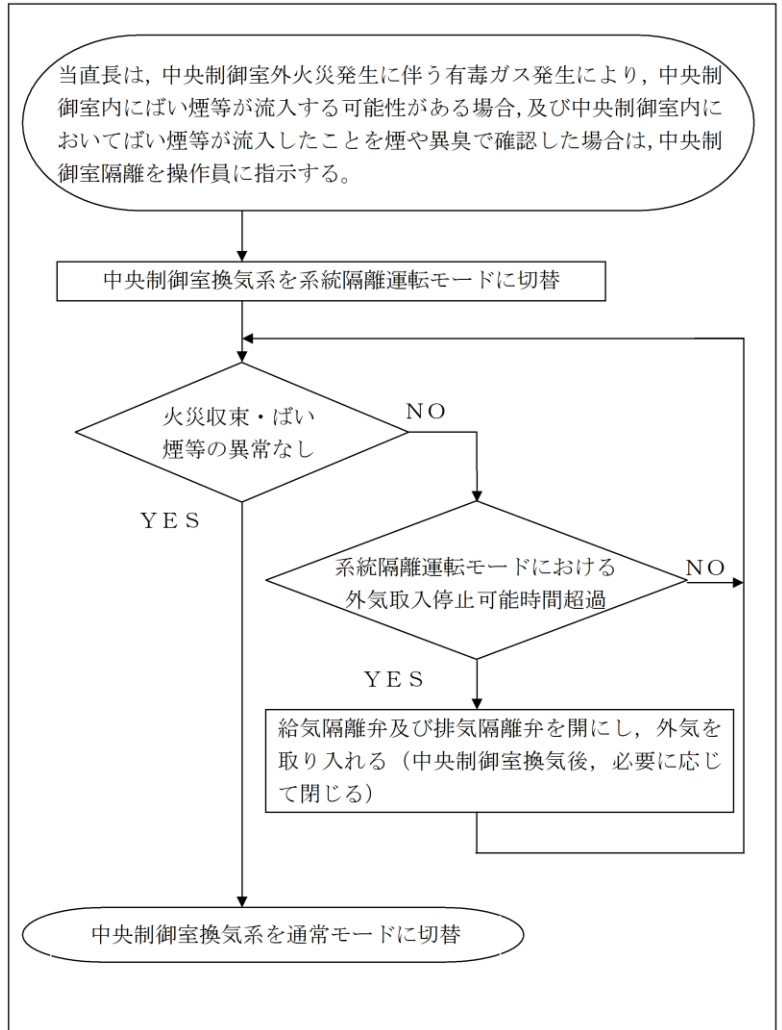 当直長は，中央制御室外火災発生に伴う有毒ガス発生により，中央制
御室内にばい煙等が流入する可能性がある場合，及び中央制御室内に
おいてばい煙等が流入したことを煙や異臭で確認した場合は，中央制
御室隔離を操作員に指示する。
中央制御室換気系を系統隔離運転モードに切替
火災収束・ばい
煙等の異常なし
ＮＯ
ＹＥＳ
系統隔離運転モードにおける
外気取入停止可能時間超過
ＮＯ
ＹＥＳ
給気隔離弁及び排気隔離弁を開にし，外気を
取り入れる（中央制御室換気後，必要に応じ
て閉じる）
中央制御室換気系を通常モードに切替